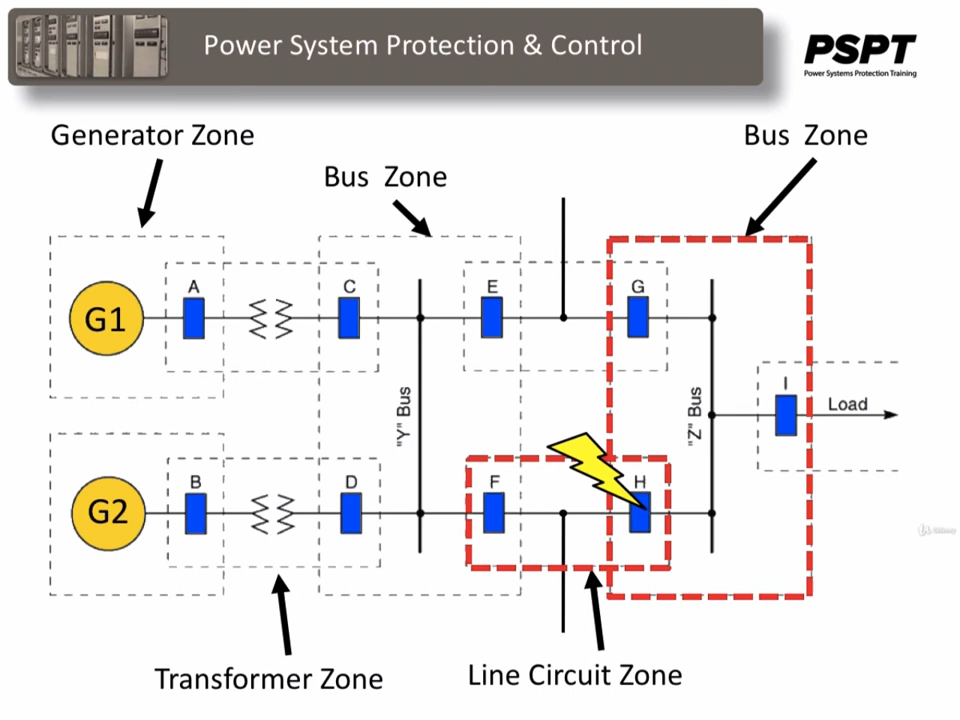 Power System Protection & Control
PSPT
Power Systems Protection Training
Generator Zone
Bus Zone
Bus Zone
A
C
E
G
G1
"Y" Bus
"Z" Bus
I
Load
B
D
F
H
G2
Udemy
Transformer Zone
Line Circuit Zone